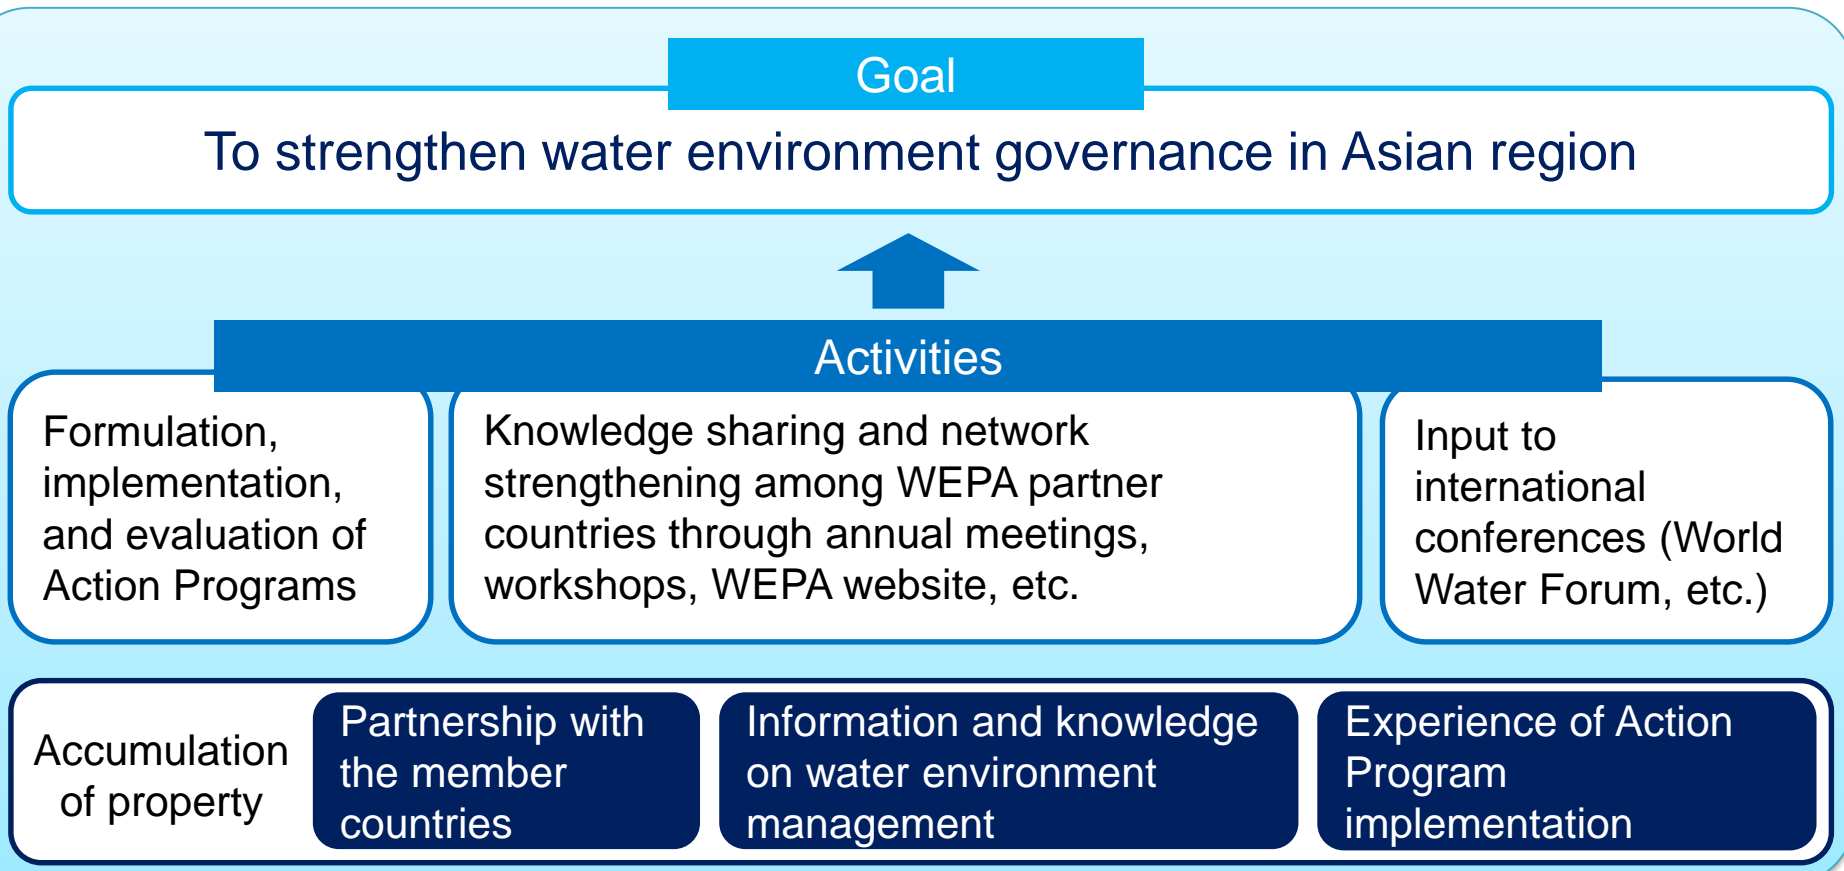 Goal
To strengthen water environment governance in Asian region
Activities
Formulation,
implementation,
and evaluation of
Action Programs
Knowledge sharing and network
strengthening among WEPA partner
countries through annual meetings,
workshops, WEPA website, etc.
Input to
international
conferences (World
Water Forum, etc.)
Accumulation
of property
Partnership with
the member
countries
Information and knowledge
on water environment
management
Experience of Action
Program
implementation